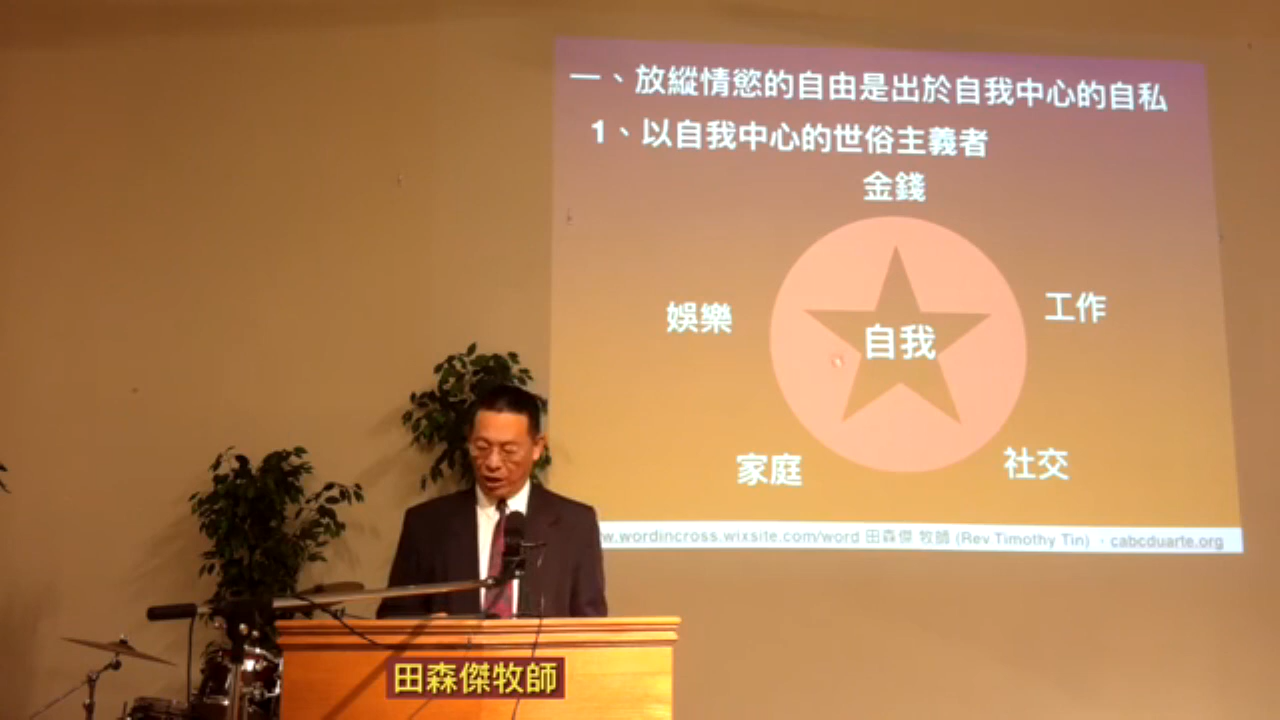 一、放縱情慾的自由是出於自我中心的自私
1、以自我中心的世俗主義者
金錢
娛樂
工作
自我
家庭
社交
w.wordincross.wixsite.com/word 田森傑 牧師 (Rev Timothy Tin) , cabcduarte.org
田森傑牧師